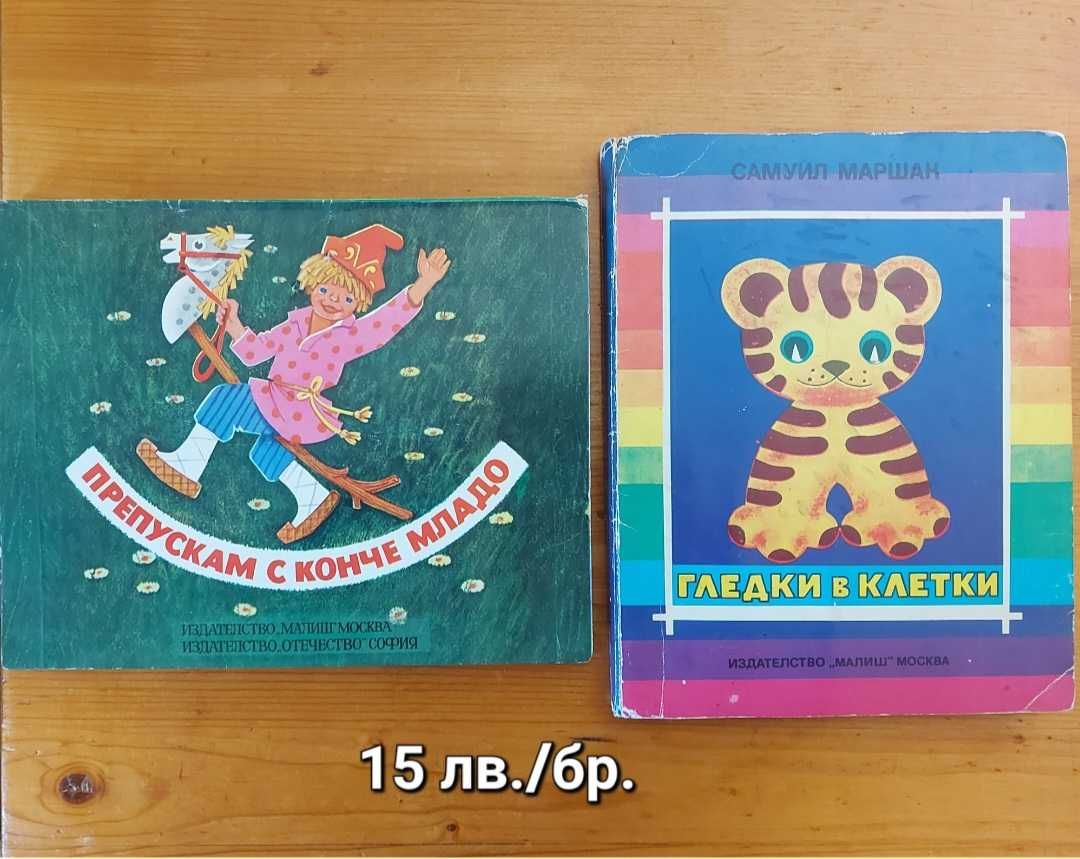 ПРЕПУСКАМ С КОНЧЕ МЛАДО
ИЗДАТЕЛСТВО „МАЛИШ" МОСКВА
ИЗДАТЕЛСТВО „ОТЕЧЕСТВО" СОФИЯ
САМУИЛ МАРШАК
ГЛЕДКИ В КЛЕТКИ
ИЗДАТЕЛСТВО „МАЛИШ" МОСКВА
15 лв./бр.